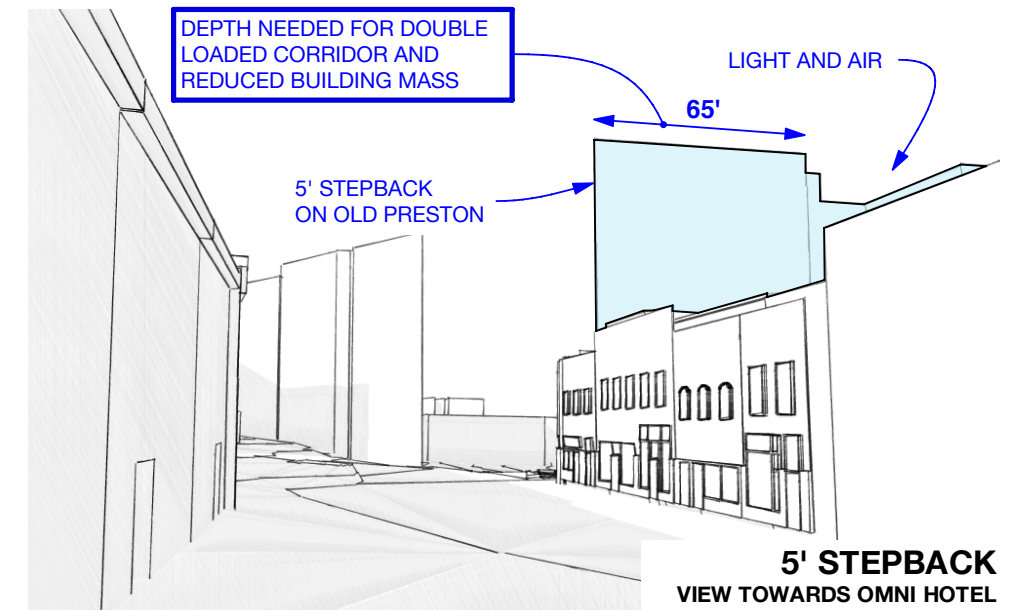 DEPTH NEEDED FOR DOUBLE
LOADED CORRIDOR AND
REDUCED BUILDING MASS
LIGHT AND AIR
65'
5' STEPBACK
ON OLD PRESTON
5' STEPBACK
VIEW TOWARDS OMNI HOTEL